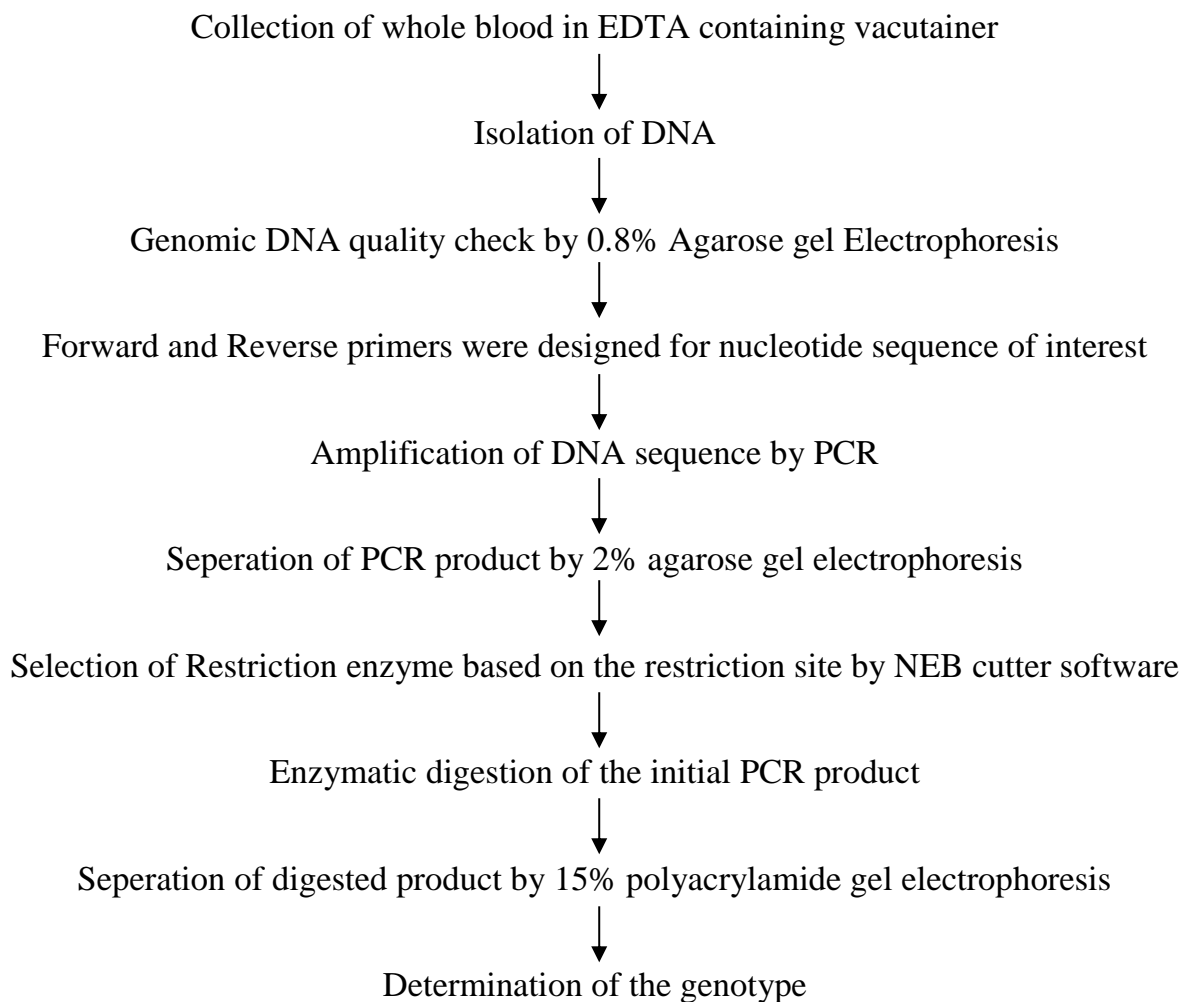 Collection of whole blood in EDTA containing vacutainer
Isolation of DNA
Genomic DNA quality check by 0.8% Agarose gel Electrophoresis
Forward and Reverse primers were designed for nucleotide sequence of interest
Amplification of DNA sequence by PCR
Seperation of PCR product by 2% agarose gel electrophoresis
Selection of Restriction enzyme based on the restriction site by NEB cutter software
Enzymatic digestion of the initial PCR product
Seperation of digested product by 15% polyacrylamide gel electrophoresis
Determination of the genotype